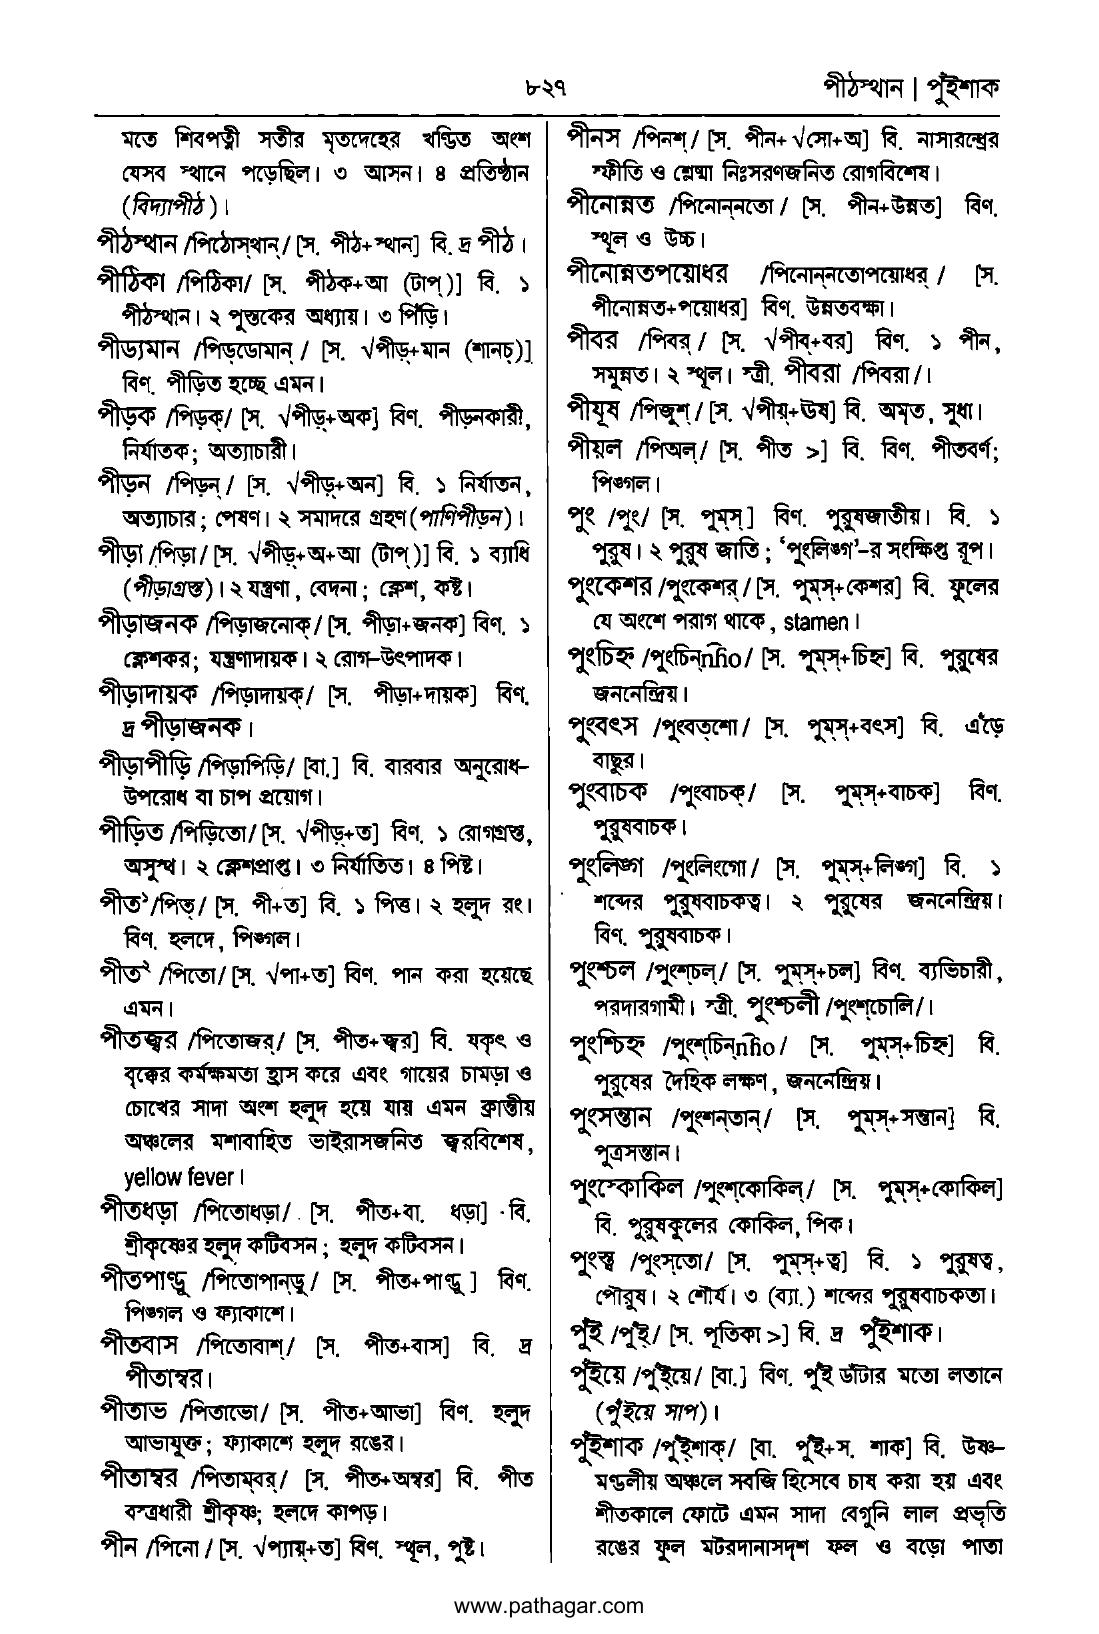 ৮২৭
পীঠস্থান | পুঁইশাক
মতে শিবপত্নী সতীর মৃতদেহের খণ্ডিত অংশ
যেসব স্থানে পড়েছিল। ৩ আসন। ৪ প্রতিষ্ঠান
(বিদ্যাপীঠ)।
পীঠস্থান /পিঠোস্‌থান্‌/ [স. পীঠ+স্থান] বি. দ্র পীঠ।
পীঠিকা /পিঠিকা/ [স. পীঠক+আ (টাপ্‌)] বি. ১
পীঠস্থান। ২ পুস্তকের অধ্যায়। ৩ পিঁড়ি।
পীড্যমান /পিড্‌ডোমান্‌/ [স. √পীড়্‌+মান (শানচ্‌)]
বিণ. পীড়িত হচ্ছে এমন।
পীড়ক /পিড়ক্‌/ [স. √পীড়্‌+অক] বিণ. পীড়নকারী,
নির্যাতক; অত্যাচারী।
পীড়ন /পিড়ন্‌/ [স. √পীড়্‌+অন] বি. ১ নির্যাতন,
অত্যাচার; পেষণ। ২ সমাদরে গ্রহণ (পাণিপীড়ন)।
পীড়া /পিড়া/ [স. √পীড়্‌+অ+আ (টাপ্‌)] বি. ১ ব্যাধি
(পীড়াগ্রস্ত)। ২ যন্ত্রণা, বেদনা; ক্লেশ, কষ্ট।
পীড়াজনক /পিড়াজনোক্‌/ [স. পীড়া+জনক] বিণ. ১
ক্লেশকর; যন্ত্রণাদায়ক। ২ রোগ-উৎপাদক।
পীড়াদায়ক /পিড়াদায়ক্‌/ [স. পীড়া+দায়ক] বিণ.
দ্র পীড়াজনক।
পীড়াপীড়ি /পিড়াপিড়ি/ [বা.] বি. বারবার অনুরোধ-
উপরোধ বা চাপ প্রয়োগ।
পীড়িত /পিড়িতো/ [স. √পীড়্‌+ত] বিণ. ১ রোগগ্রস্ত,
অসুস্থ। ২ ক্লেশপ্রাপ্ত। ৩ নির্যাতিত। ৪ পিষ্ট।
পীত¹ /পিত্‌/ [স. পী+ত] বি. ১ পিত্ত। ২ হলুদ রং।
বিণ. হলদে, পিঙ্গল।
পীত² /পিতো/ [স. √পা+ত] বিণ. পান করা হয়েছে
এমন।
পীতজ্বর /পিতোজর্‌/ [স. পীত+জ্বর] বি. যকৃৎ ও
বৃক্কের কর্মক্ষমতা হ্রাস করে এবং গায়ের চামড়া ও
চোখের সাদা অংশ হলুদ হয়ে যায় এমন ক্রান্তীয়
অঞ্চলের মশাবাহিত ভাইরাসজনিত জ্বরবিশেষ,
yellow fever।
পীতধড়া /পিতোধড়া/ [স. পীত+বা. ধড়া] বি.
শ্রীকৃষ্ণের হলুদ কটিবসন; হলুদ কটিবসন।
পীতপাণ্ডু /পিতোপান্‌ডু/ [স. পীত+পাণ্ডু] বিণ.
পিঙ্গল ও ফ্যাকাশে।
পীতবাস /পিতোবাশ্‌/ [স. পীত+বাস] বি. দ্র
পীতাম্বর।
পীতাভ /পিতাভো/ [স. পীত+আভা] বিণ. হলুদ
আভাযুক্ত; ফ্যাকাশে হলুদ রঙের।
পীতাম্বর /পিতাম্‌বর্‌/ [স. পীত+অম্বর] বি. পীত
বস্ত্রধারী শ্রীকৃষ্ণ; হলদে কাপড়।
পীন /পিনো/ [স. √প্যায়্‌+ত] বিণ. স্থূল, পুষ্ট।
পীনস /পিনশ্‌/ [স. পীন+√সো+অ] বি. নাসারন্ধ্রের
স্ফীতি ও শ্লেষ্মা নিঃসরণজনিত রোগবিশেষ।
পীনোন্নত /পিনোন্‌নতো/ [স. পীন+উন্নত] বিণ.
স্থূল ও উচ্চ।
পীনোন্নতপয়োধর /পিনোন্‌নতোপয়োধর্‌/ [স.
পীনোন্নত+পয়োধর] বিণ. উন্নতবক্ষা।
পীবর /পিবর্‌/ [স. √পীব্‌+বর] বিণ. ১ পীন,
সমুন্নত। ২ স্থূল। স্ত্রী. পীবরা /পিবরা/।
পীযূষ /পিজুশ্‌/ [স. √পীয়্‌+ঊষ] বি. অমৃত, সুধা।
পীয়ল /পিঅল্‌/ [স. পীত >] বি. বিণ. পীতবর্ণ;
পিঙ্গল।
পুং /পুং/ [স. পুম্‌স্‌] বিণ. পুরুষজাতীয়। বি. ১
পুরুষ। ২ পুরুষ জাতি; 'পুংলিঙ্গ'-র সংক্ষিপ্ত রূপ।
পুংকেশর /পুংকেশর্‌/ [স. পুম্‌স্‌+কেশর] বি. ফুলের
যে অংশে পরাগ থাকে, stamen।
পুংচিহ্ন /পুংচিন্‌n̄ho/ [স. পুম্‌স্‌+চিহ্ন] বি. পুরুষের
জননেন্দ্রিয়।
পুংবৎস /পুংবত্‌শো/ [স. পুম্‌স্‌+বৎস] বি. এঁড়ে
বাছুর।
পুংবাচক /পুংবাচক্‌/ [স. পুম্‌স্‌+বাচক] বিণ.
পুরুষবাচক।
পুংলিঙ্গ /পুংলিংগো/ [স. পুম্‌স্‌+লিঙ্গ] বি. ১
শব্দের পুরুষবাচকত্ব। ২ পুরুষের জননেন্দ্রিয়।
বিণ. পুরুষবাচক।
পুংশ্চল /পুংশ্‌চল্‌/ [স. পুম্‌স্‌+চল] বিণ. ব্যভিচারী,
পরদারগামী। স্ত্রী. পুংশ্চলী /পুংশ্‌চোলি/।
পুংশ্চিহ্ন /পুংশ্‌চিন্‌n̄ho/ [স. পুম্‌স্‌+চিহ্ন] বি.
পুরুষের দৈহিক লক্ষণ, জননেন্দ্রিয়।
পুংসন্তান /পুংশন্‌তান্‌/ [স. পুম্‌স্‌+সন্তান] বি.
পুত্রসন্তান।
পুংস্কোকিল /পুংশ্‌কোকিল্‌/ [স. পুম্‌স্‌+কোকিল]
বি. পুরুষকুলের কোকিল, পিক।
পুংস্ত্ব /পুংস্‌তো/ [স. পুম্‌স্‌+ত্ব] বি. ১ পুরুষত্ব,
পৌরুষ। ২ শৌর্য। ৩ (ব্যা.) শব্দের পুরুষবাচকতা।
পুঁই /পুঁই্‌/ [স. পূতিকা >] বি. দ্র পুঁইশাক।
পুঁইয়ে /পুঁই্‌য়ে/ [বা.] বিণ. পুঁই ডাঁটার মতো লতানে
(পুঁইয়ে সাপ)।
পুঁইশাক /পুঁই্‌শাক্‌/ [বা. পুঁই+স. শাক] বি. উষ্ণ-
মণ্ডলীয় অঞ্চলে সবজি হিসেবে চাষ করা হয় এবং
শীতকালে ফোটে এমন সাদা বেগুনি লাল প্রভৃতি
রঙের ফুল মটরদানাসদৃশ ফল ও বড়ো পাতা
www.pathagar.com